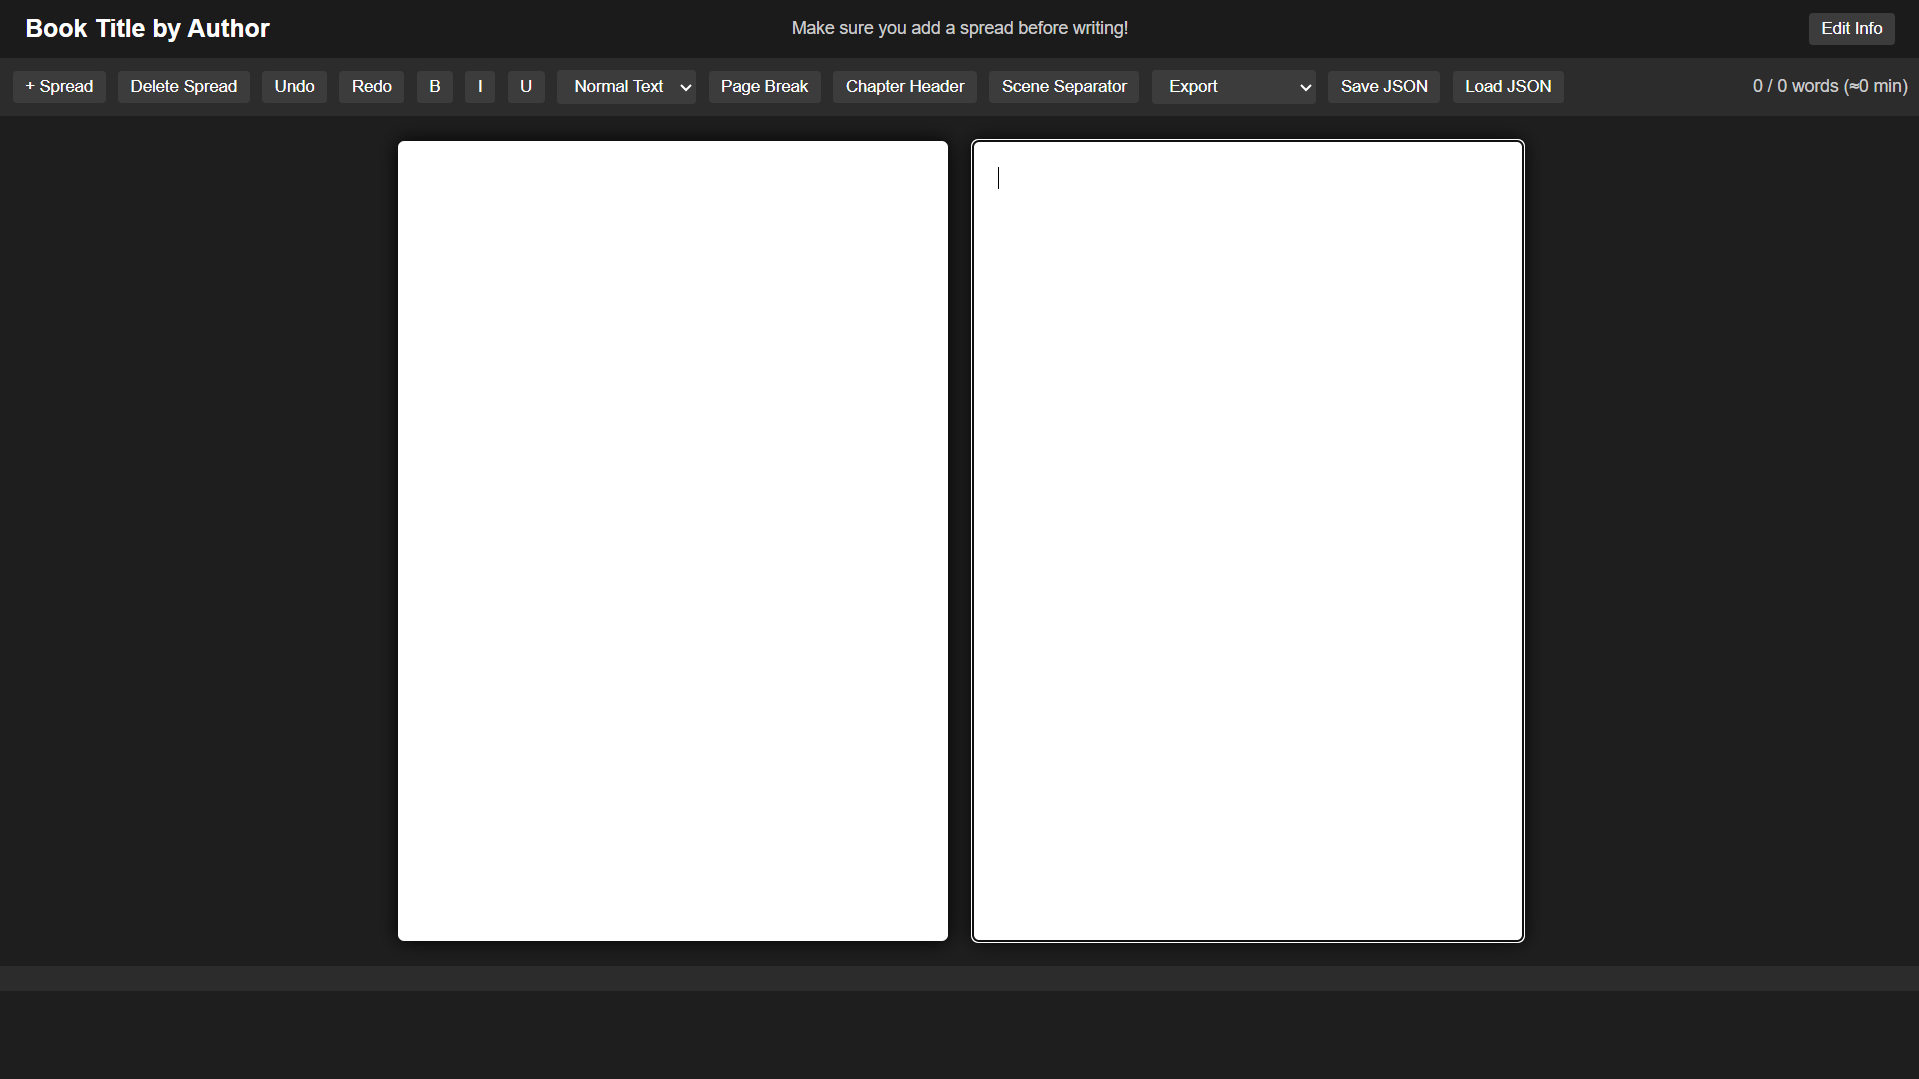 Book Title by Author
Make sure you add a spread before writing!
Edit Info
+ Spread
Delete Spread
Undo
Redo
B
I
U
Normal Text
Page Break
Chapter Header
Scene Separator
Export
Save JSON
Load JSON
0 / 0 words (≈0 min)